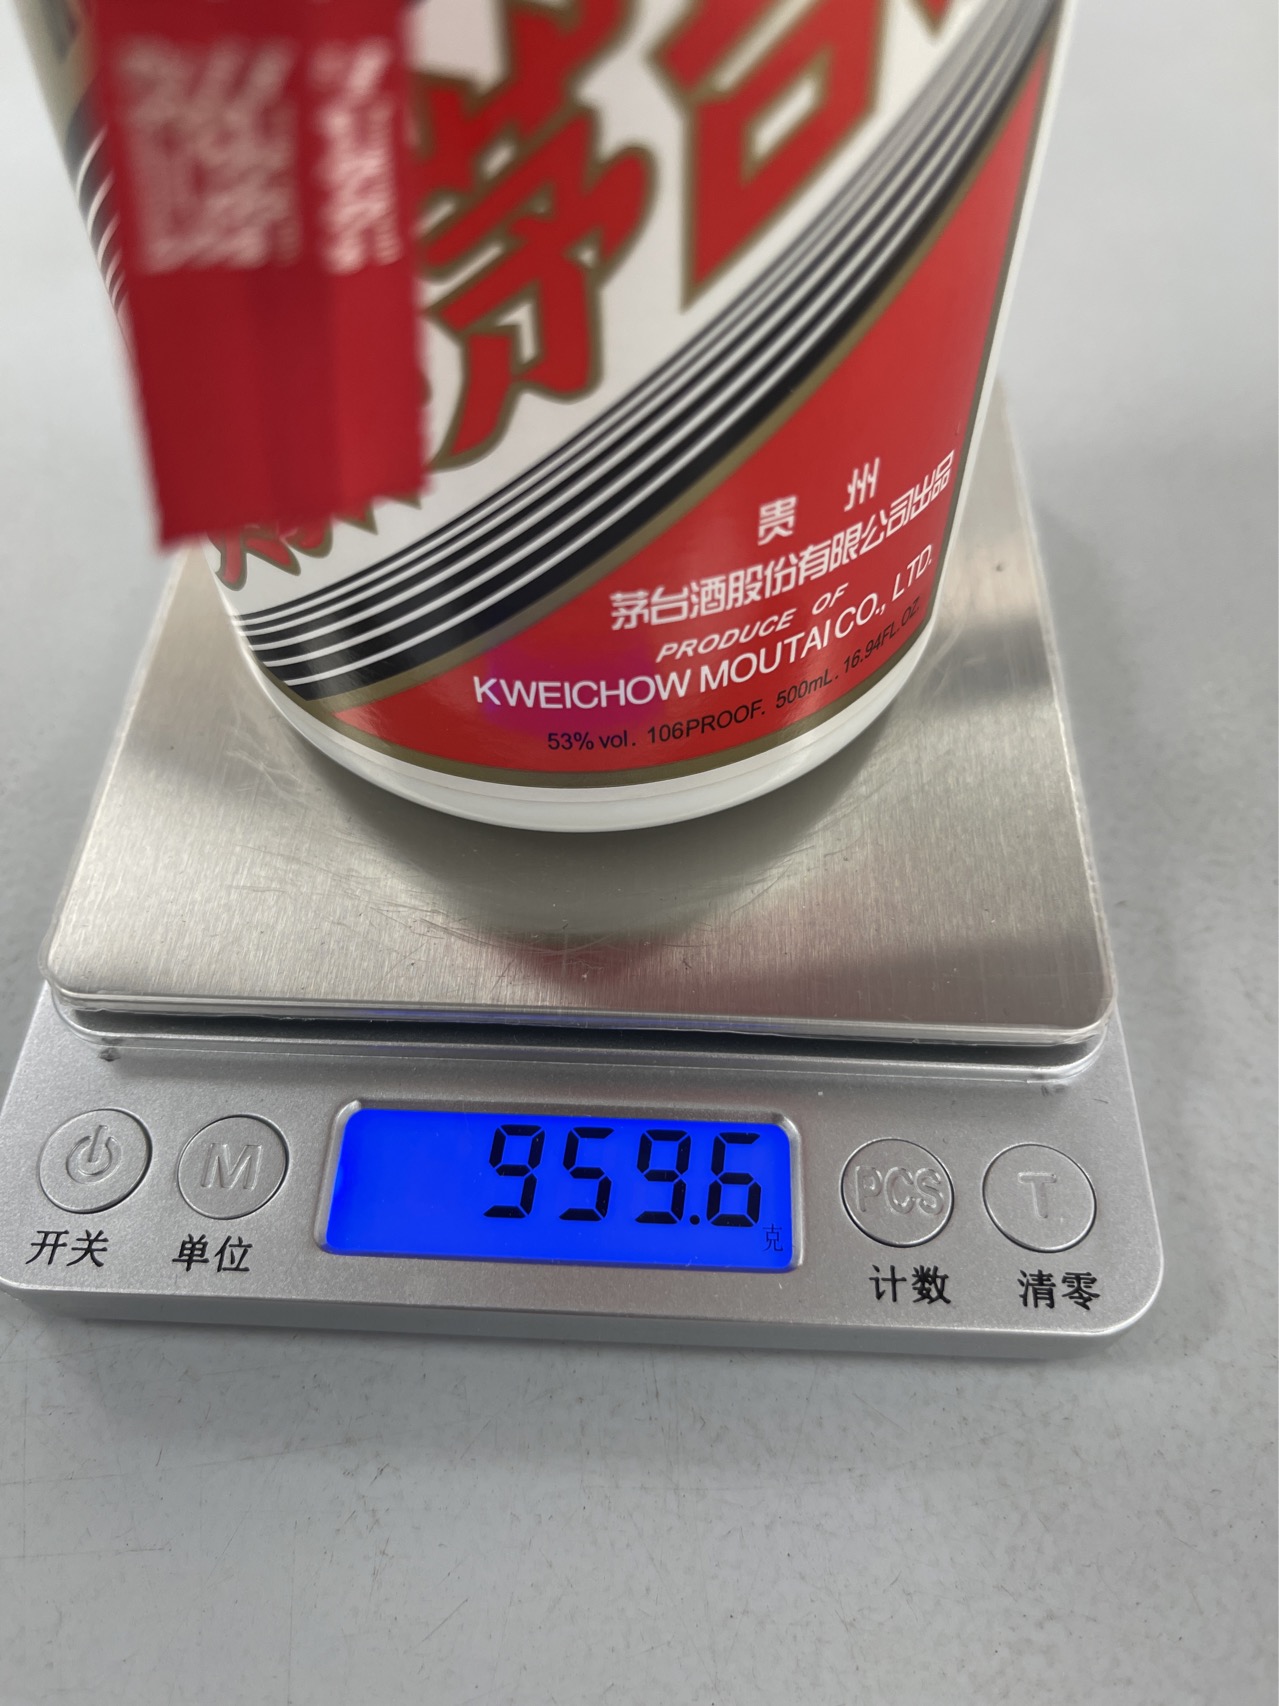 茅台
贵州
茅台酒股份有限公司出品
PRODUCE OF
KWEICHOW MOUTAI CO., LTD.
53% vol. 106PROOF. 500mL. 16.94FL.OZ.
959.6
克
M
PCS
T
开关
单位
计数
清零